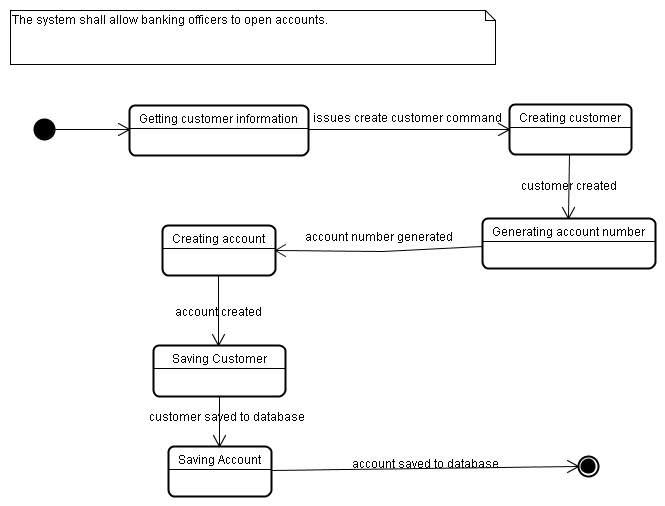 The system shall allow banking officers to open accounts.
Getting customer information
issues create customer command
Creating customer
customer created
Generating account number
account number generated
Creating account
account created
Saving Customer
customer saved to database
Saving Account
account saved to database